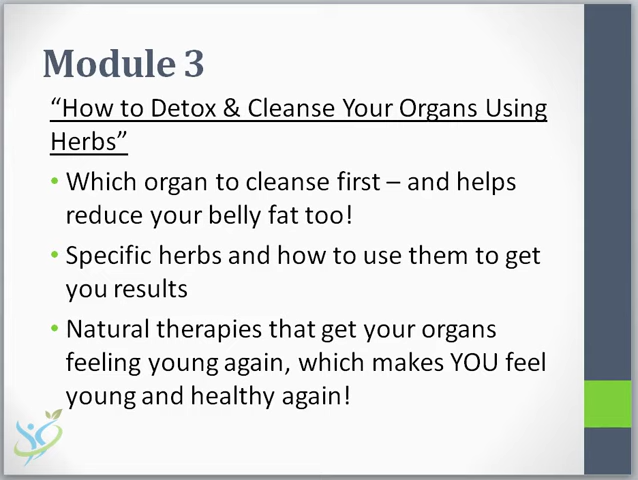 Module 3
“How to Detox & Cleanse Your Organs Using
Herbs”
• Which organ to cleanse first – and helps
reduce your belly fat too!
• Specific herbs and how to use them to get
you results
• Natural therapies that get your organs
feeling young again, which makes YOU feel
young and healthy again!